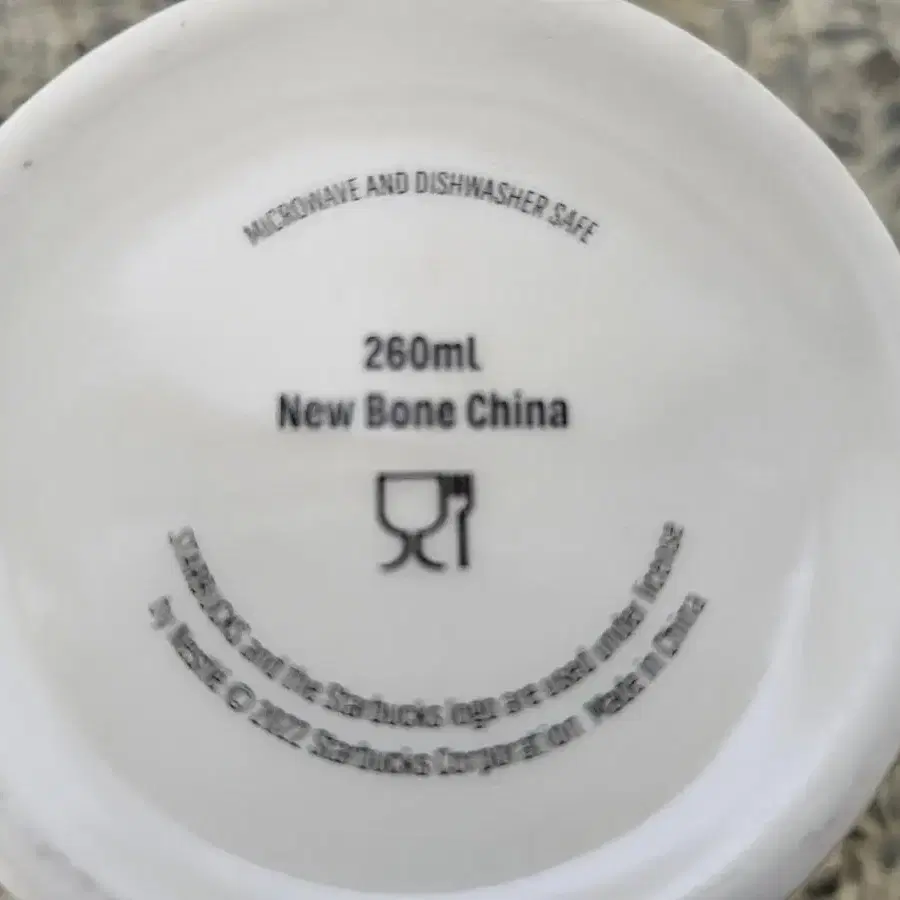 MICROWAVE AND DISHWASHER SAFE
260ml
New Bone China
STARBUCKS and the Starbucks logo are used under license
by Nestlé © 2022 Starbucks Corporation Made in China